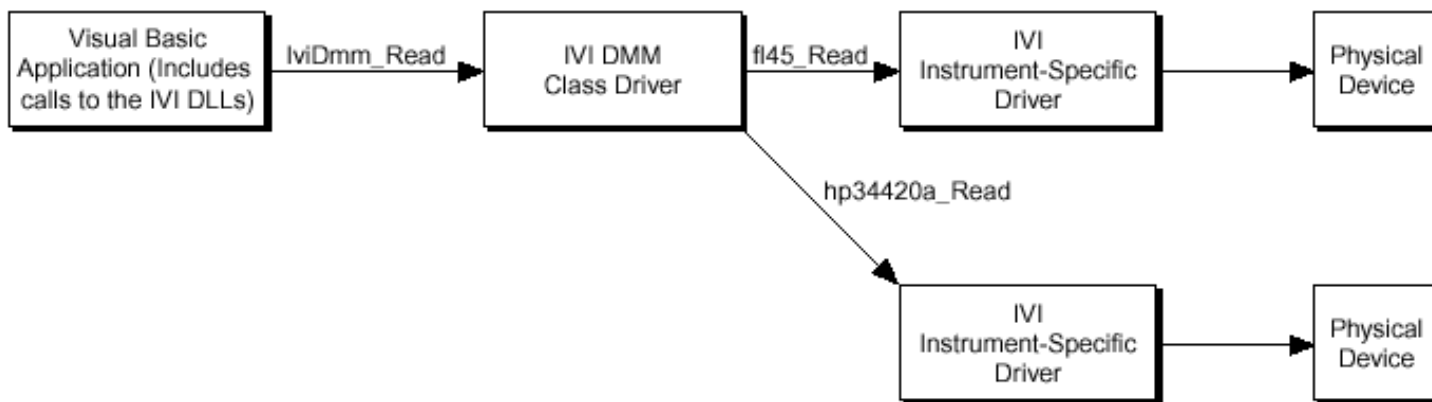 Visual Basic
Application (Includes
calls to the IVI DLLs)
IviDmm_Read
IVI DMM
Class Driver
fl45_Read
IVI
Instrument-Specific
Driver
Physical
Device
hp34420a_Read
IVI
Instrument-Specific
Driver
Physical
Device